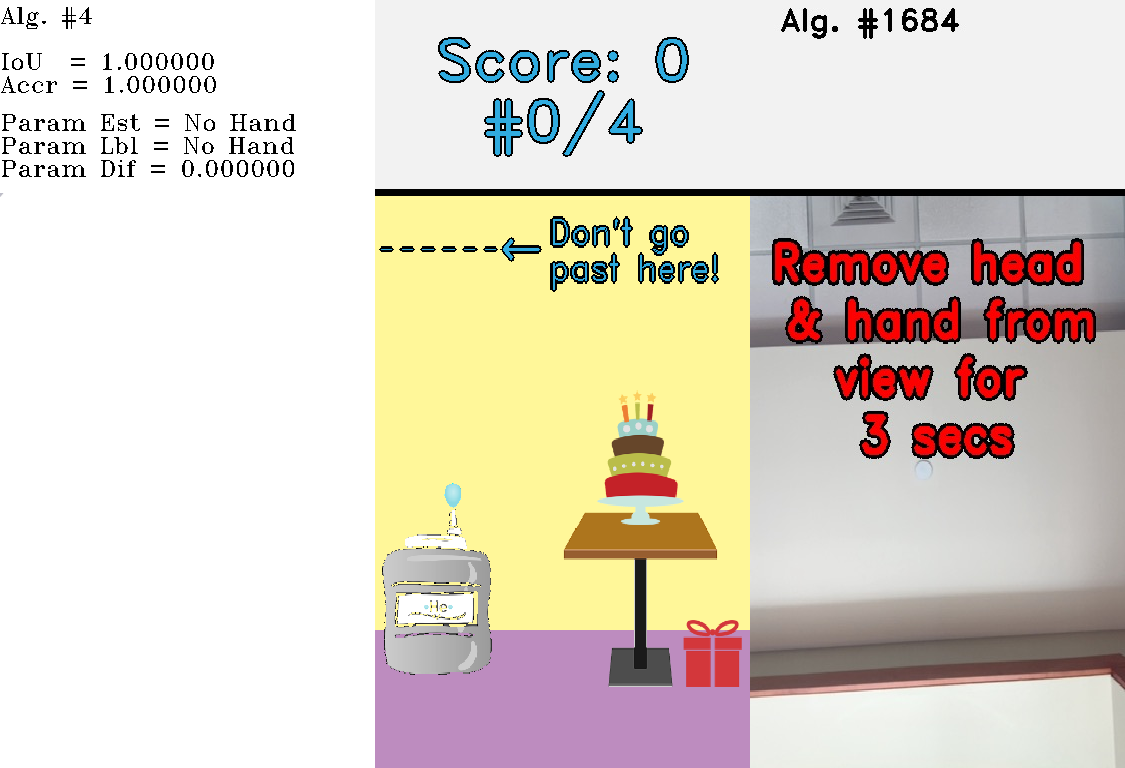 Alg. #4
IoU = 1.000000
Accr = 1.000000
Param Est = No Hand
Param Lbl = No Hand
Param Dif = 0.000000
Score: 0
#0/4
Don't go
past here!
Alg. #1684
Remove head
& hand from
view for
3 secs